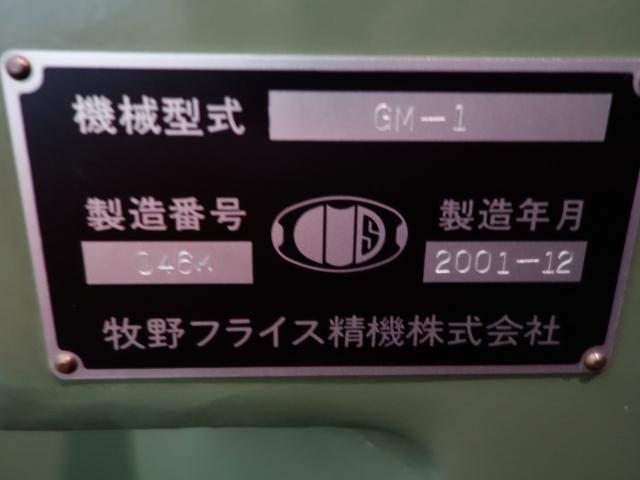 機械型式 GM-1
製造番号 製造年月
046K 2001-12
牧野フライス精機株式会社